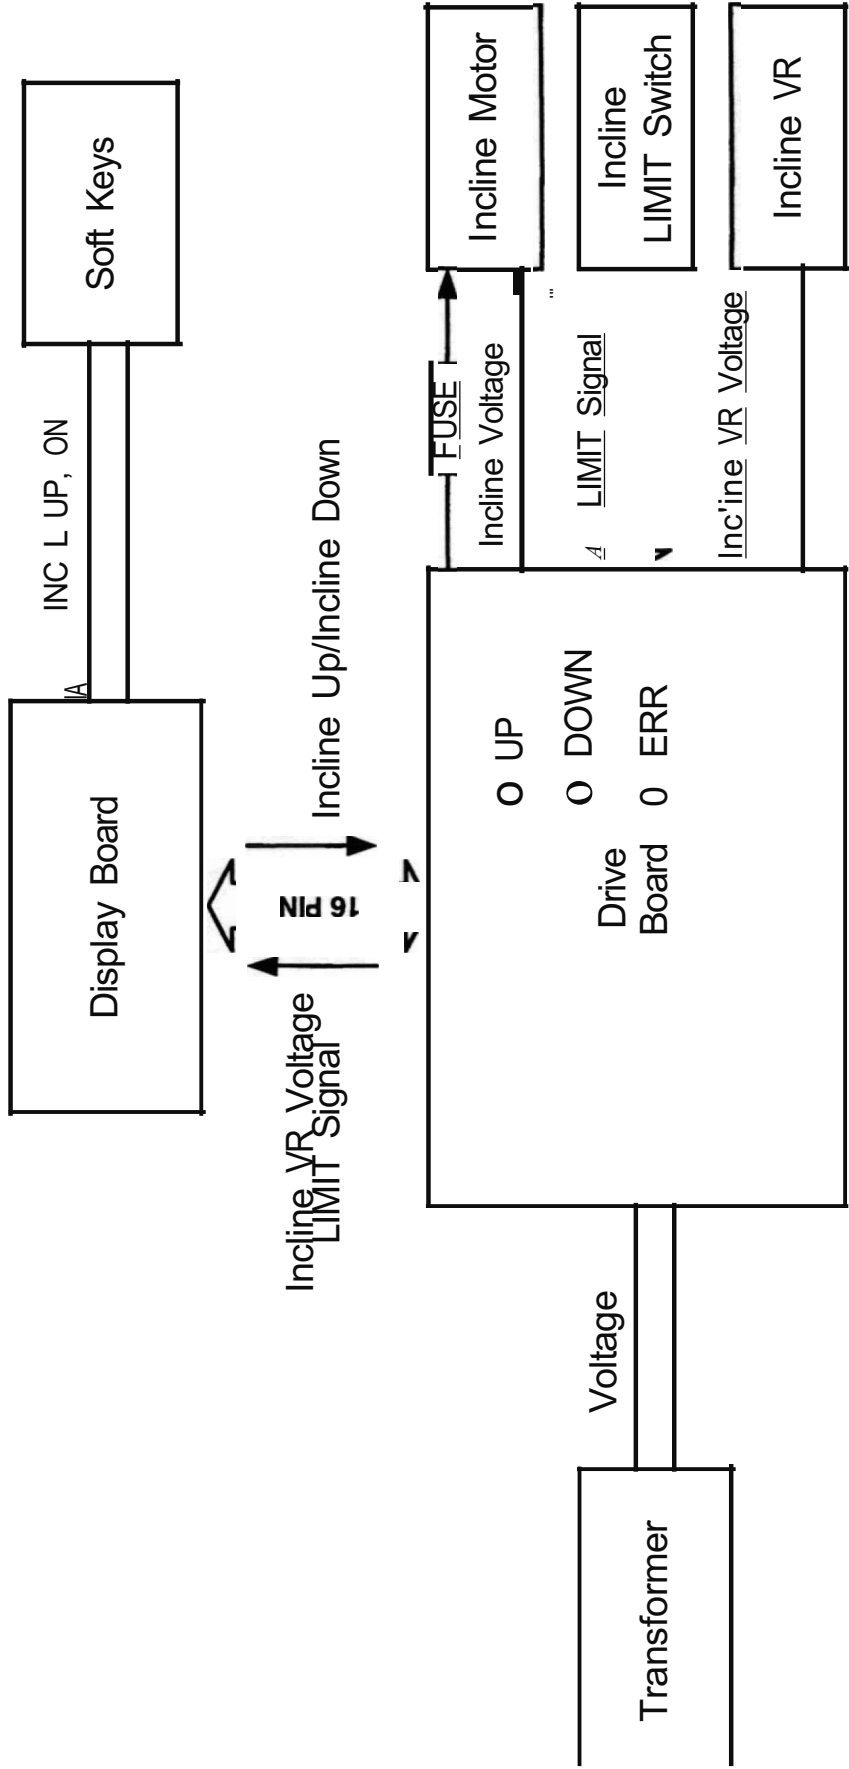 Soft Keys
INC L UP, ON
A
Display Board
Incline Up/Incline Down
16 PIN
Incline VR Voltage
LIMIT Signal
Incline Motor
Incline
LIMIT Switch
Incline VR
FUSE
Incline Voltage
A LIMIT Signal
Inc'ine VR Voltage
O UP
O DOWN
Drive
Board 0 ERR
Voltage
Transformer